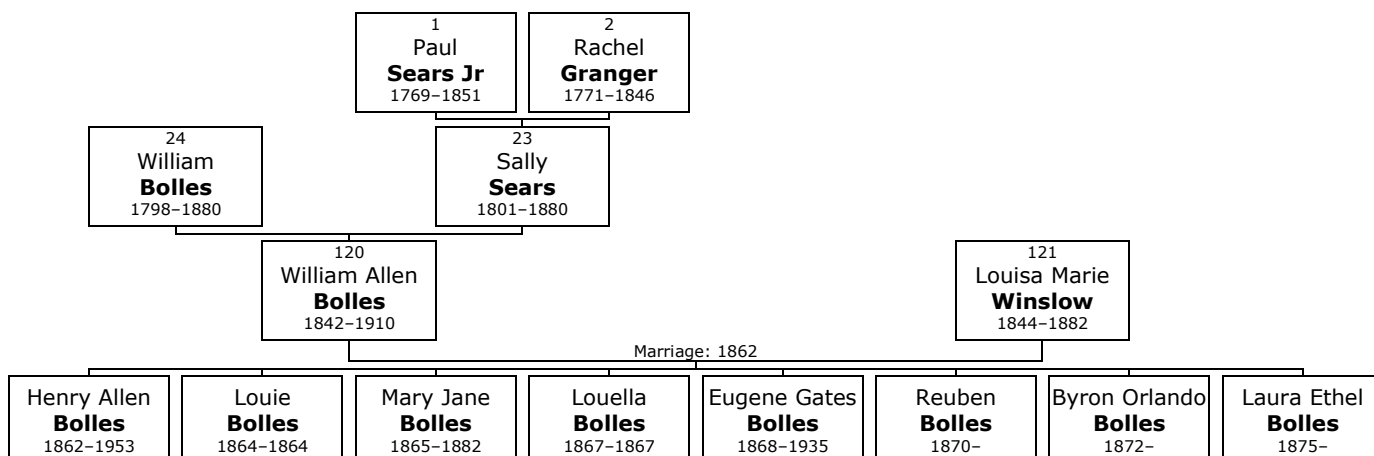 1
Paul
Sears Jr
1769–1851
2
Rachel
Granger
1771–1846
24
William
Bolles
1798–1880
23
Sally
Sears
1801–1880
120
William Allen
Bolles
1842–1910
121
Louisa Marie
Winslow
1844–1882
Marriage: 1862
Henry Allen
Bolles
1862–1953
Louie
Bolles
1864–1864
Mary Jane
Bolles
1865–1882
Louella
Bolles
1867–1867
Eugene Gates
Bolles
1868–1935
Reuben
Bolles
1870–
Byron Orlando
Bolles
1872–
Laura Ethel
Bolles
1875–